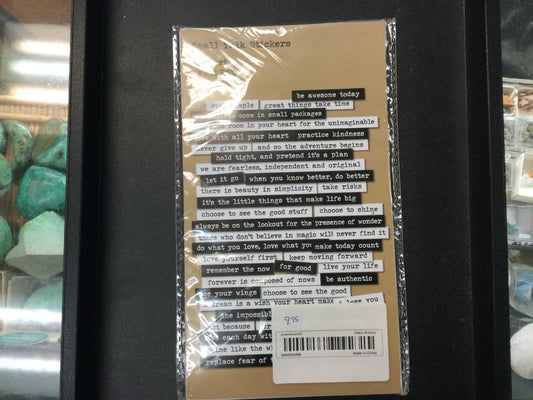 Small Talk Stickers
be awesome today
great things take time
come in small packages
some room in your heart for the unimaginable
with all your heart practice kindness
never give up and so the adventure begins
hold tight, and pretend it's a plan
we are fearless, independent and original
let it go when you know better, do better
there is beauty in simplicity take risks
it's the little things that make life big
choose to see the good stuff choose to shine
always be on the lookout for the presence of wonder
those who don't believe in magic will never find it
do what you love, love what you make today count
love yourself first keep moving forward
remember the now for good live your life
forever is composed of nows be authentic
your wings choose to see the good
a dream is a wish your heart make love you
the impossible
just because
each day wit
shine like the w
replace fear of t
9.95
Made in China